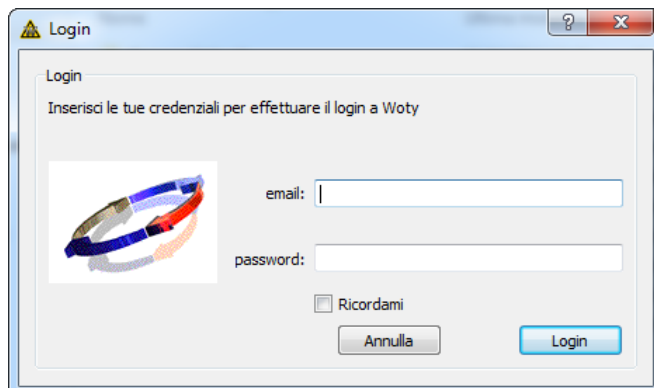 Login
Login
Inserisci le tue credenziali per effettuare il login a Woty
email:
password:
Ricordami
Annulla
Login